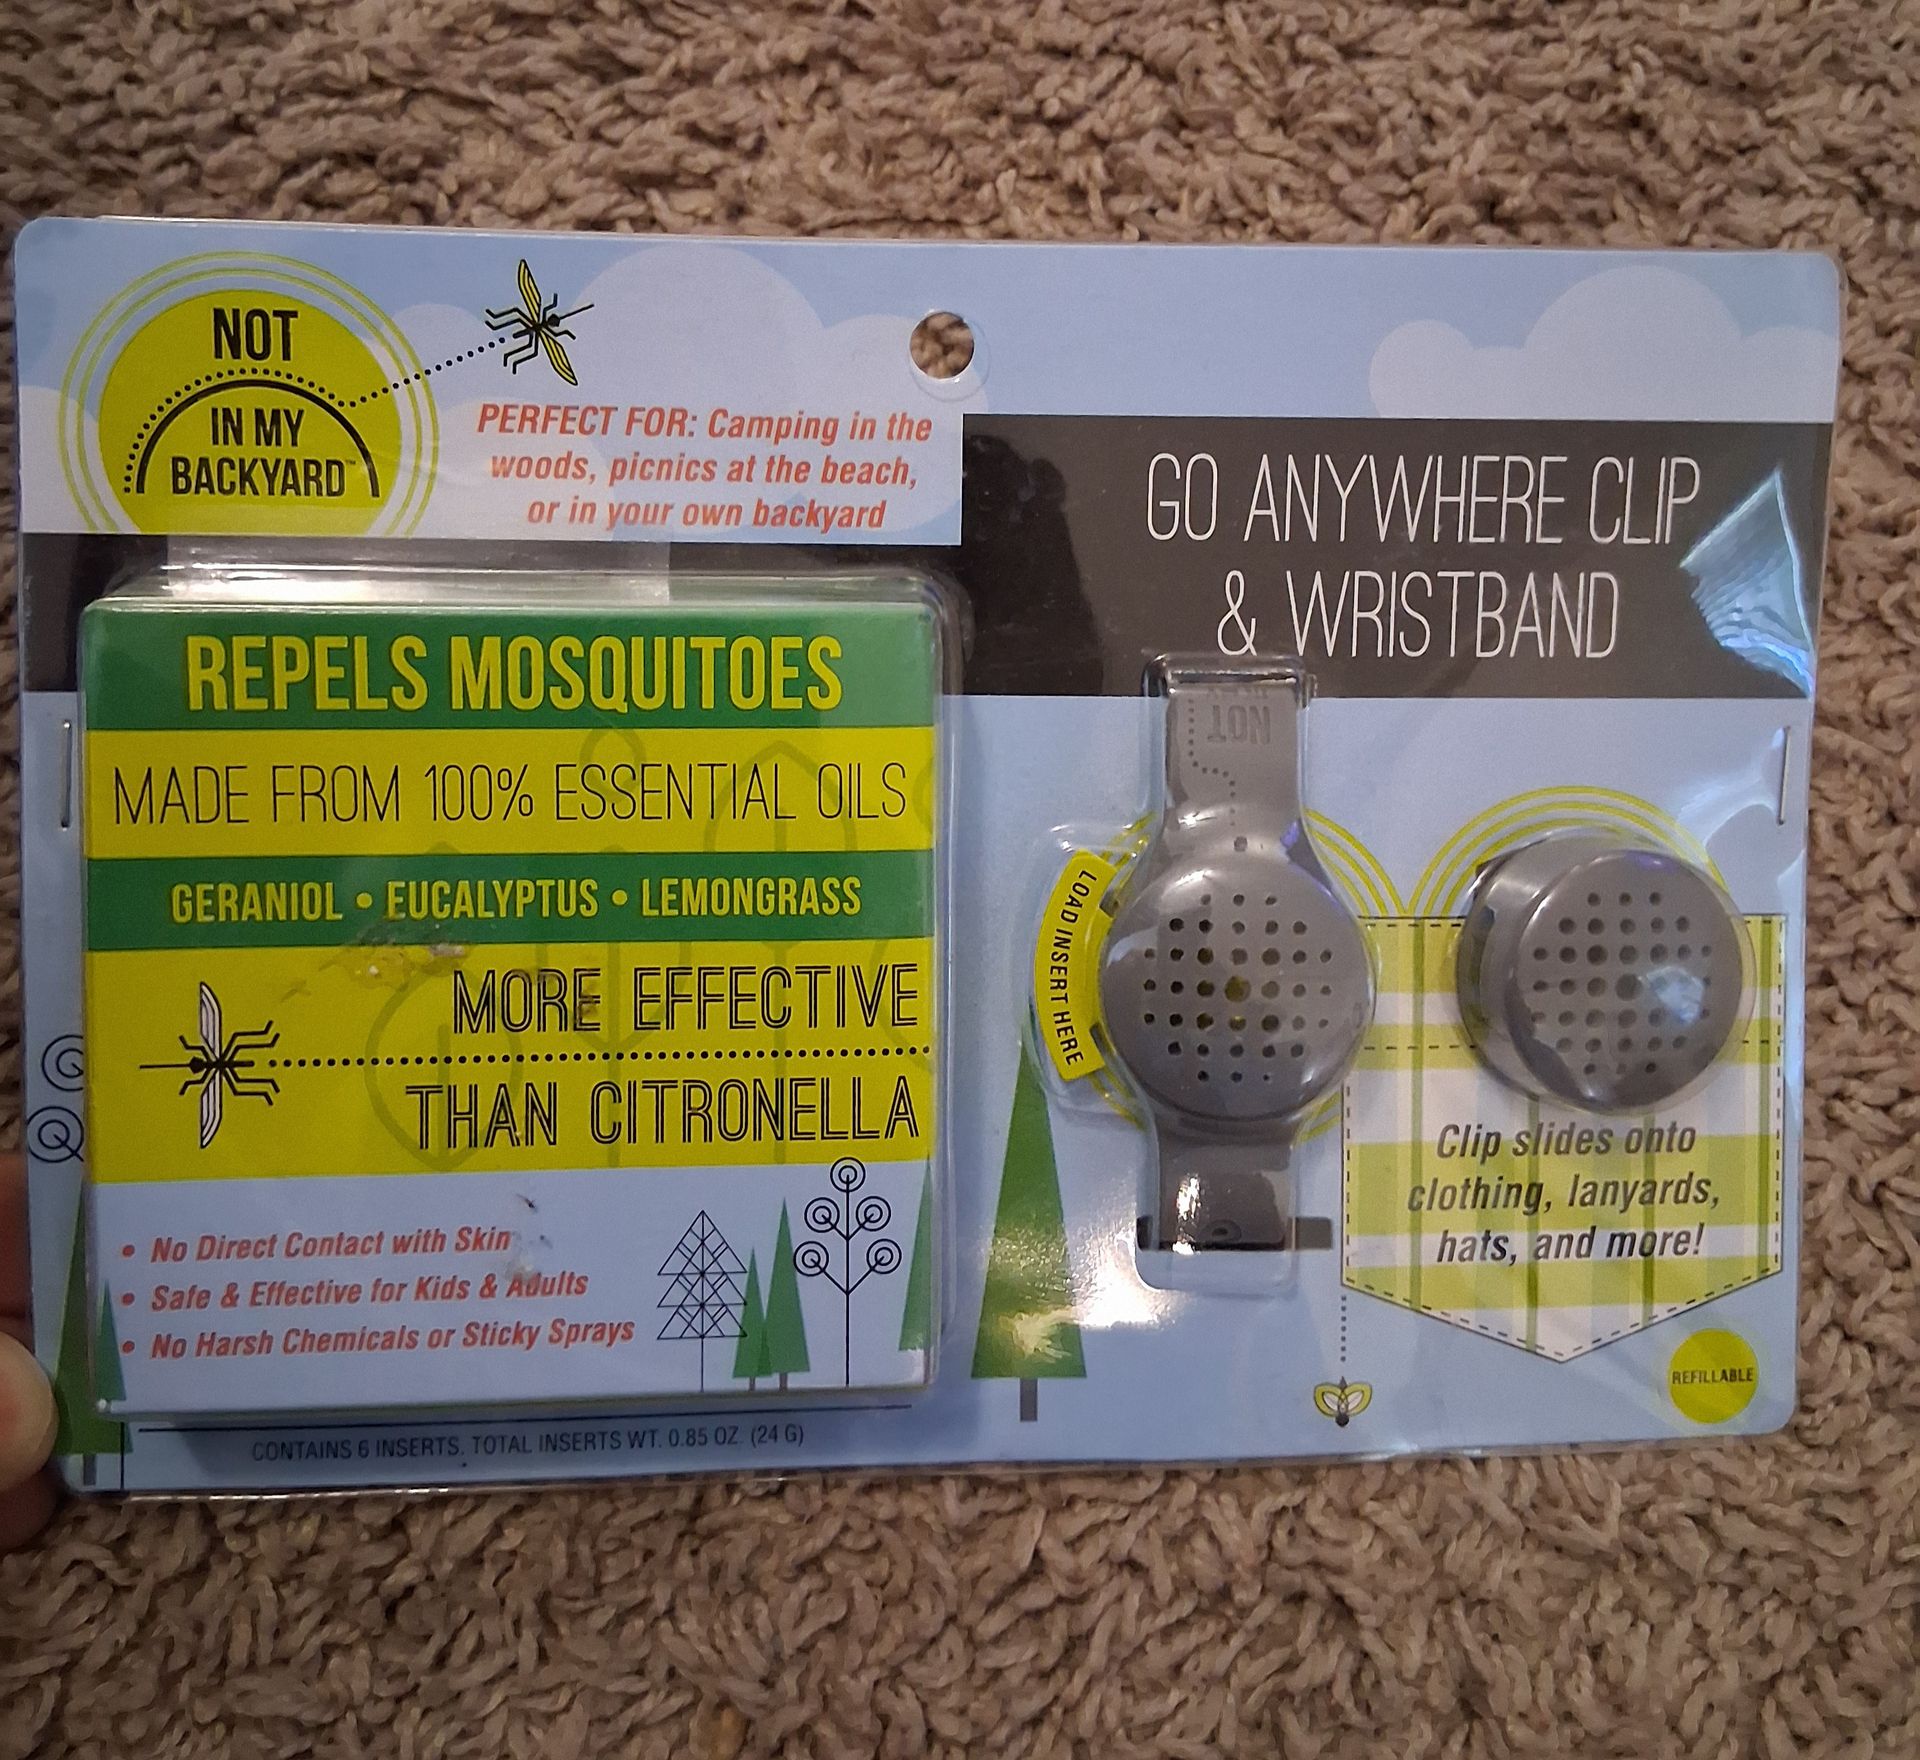 NOT
IN MY
BACKYARD™
PERFECT FOR: Camping in the
woods, picnics at the beach,
or in your own backyard
GO ANYWHERE CLIP
& WRISTBAND
REPELS MOSQUITOES
MADE FROM 100% ESSENTIAL OILS
GERANIOL • EUCALYPTUS • LEMONGRASS
MORE EFFECTIVE
THAN CITRONELLA
• No Direct Contact with Skin
• Safe & Effective for Kids & Adults
• No Harsh Chemicals or Sticky Sprays
CONTAINS 6 INSERTS. TOTAL INSERTS WT. 0.85 OZ. (24 G)
NOT
LOAD INSERT HERE
Clip slides onto
clothing, lanyards,
hats, and more!
REFILLABLE